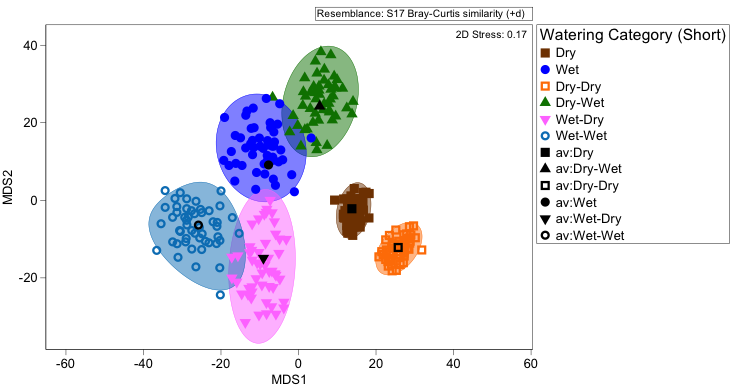 Resemblance: S17 Bray-Curtis similarity (+d)
2D Stress: 0.17
40
20
0
-20
MDS2
-60
-40
-20
0
20
40
60
MDS1
Watering Category (Short)
Dry
Wet
Dry-Dry
Dry-Wet
Wet-Dry
Wet-Wet
av:Dry
av:Dry-Wet
av:Dry-Dry
av:Wet
av:Wet-Dry
av:Wet-Wet